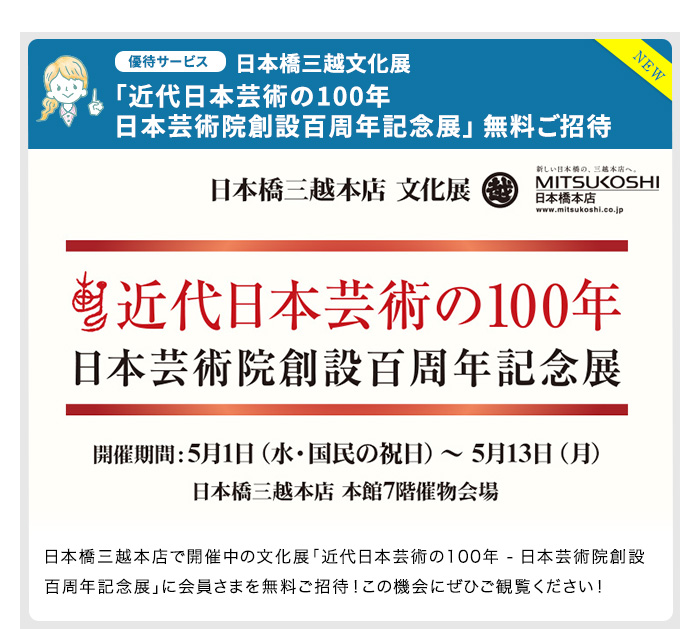 優待サービス 日本橋三越文化展
NEW
「近代日本芸術の100年
日本芸術院創設百周年記念展」無料ご招待
新しい日本橋の、三越本店へ。
日本橋三越本店 文化展 越 MITSUKOSHI
日本橋本店
www.mitsukoshi.co.jp
近代日本芸術の100年
日本芸術院創設百周年記念展
開催期間:5月1日(水・国民の祝日)〜 5月13日(月)
日本橋三越本店 本館7階催物会場
日本橋三越本店で開催中の文化展「近代日本芸術の100年 - 日本芸術院創設
百周年記念展」に会員さまを無料ご招待!この機会にぜひご観覧ください!